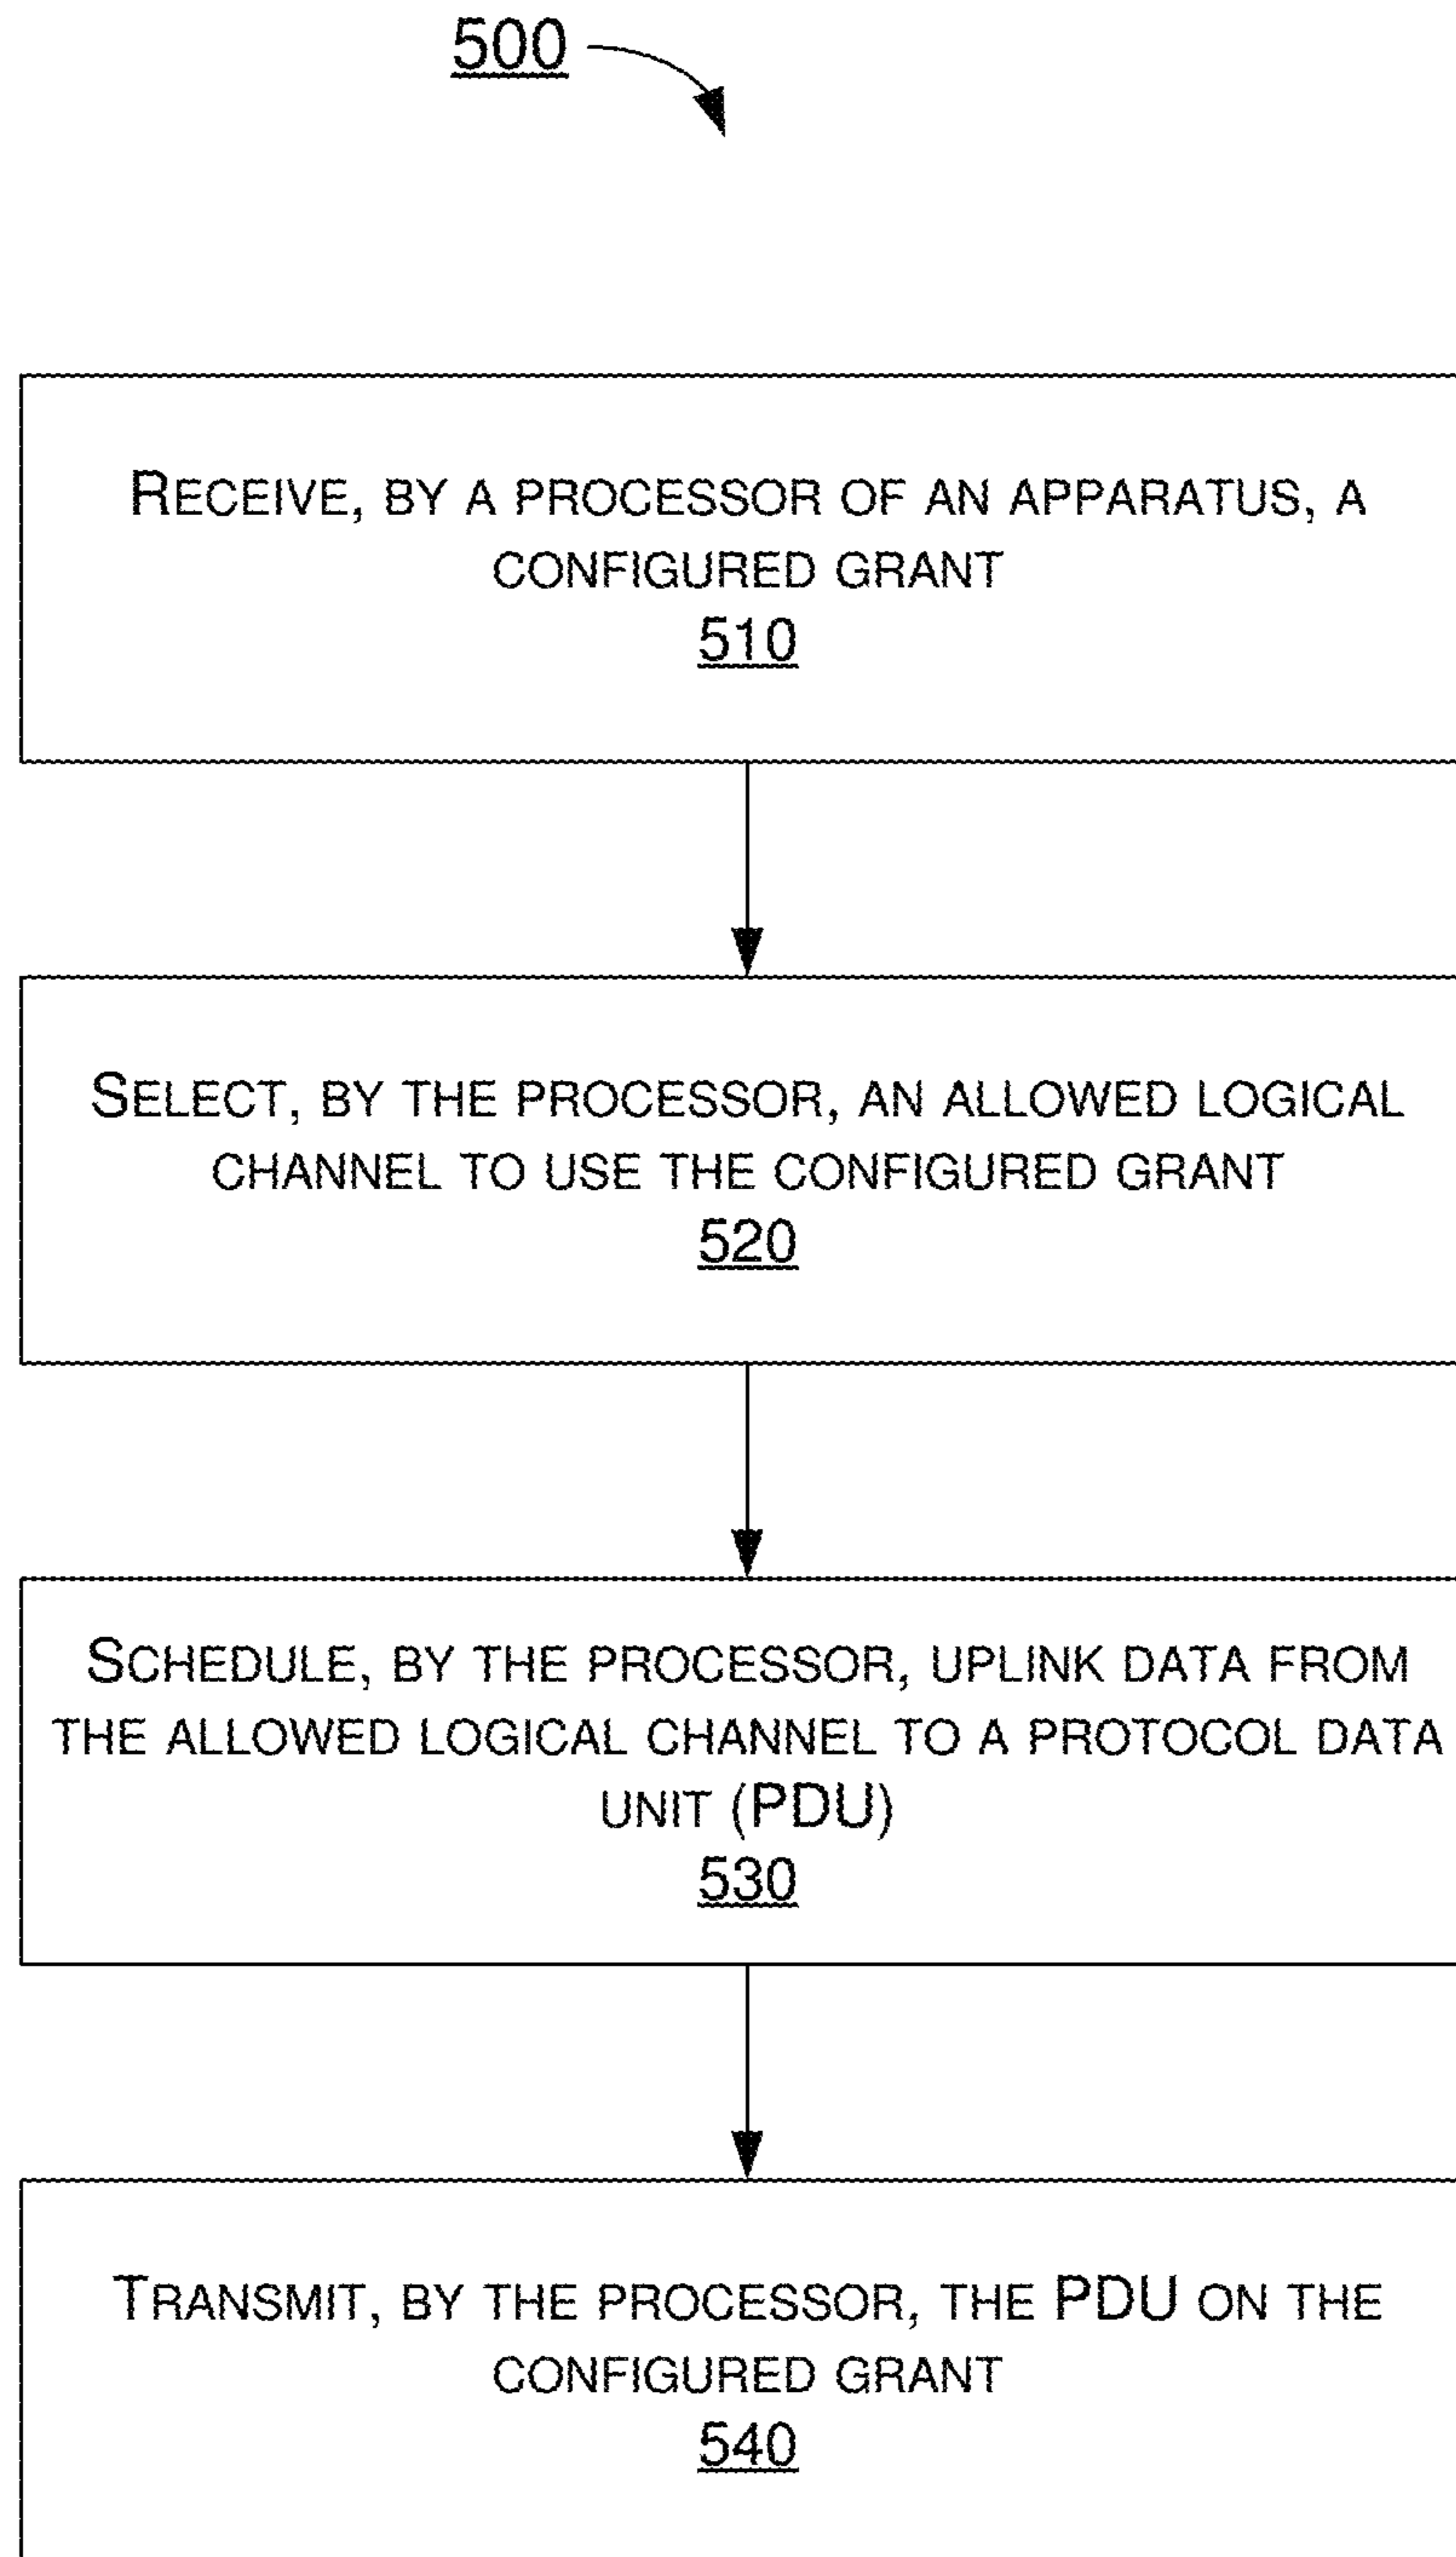 500
RECEIVE, BY A PROCESSOR OF AN APPARATUS, A
CONFIGURED GRANT
510
SELECT, BY THE PROCESSOR, AN ALLOWED LOGICAL
CHANNEL TO USE THE CONFIGURED GRANT
520
SCHEDULE, BY THE PROCESSOR, UPLINK DATA FROM
THE ALLOWED LOGICAL CHANNEL TO A PROTOCOL DATA
UNIT (PDU)
530
TRANSMIT, BY THE PROCESSOR, THE PDU ON THE
CONFIGURED GRANT
540